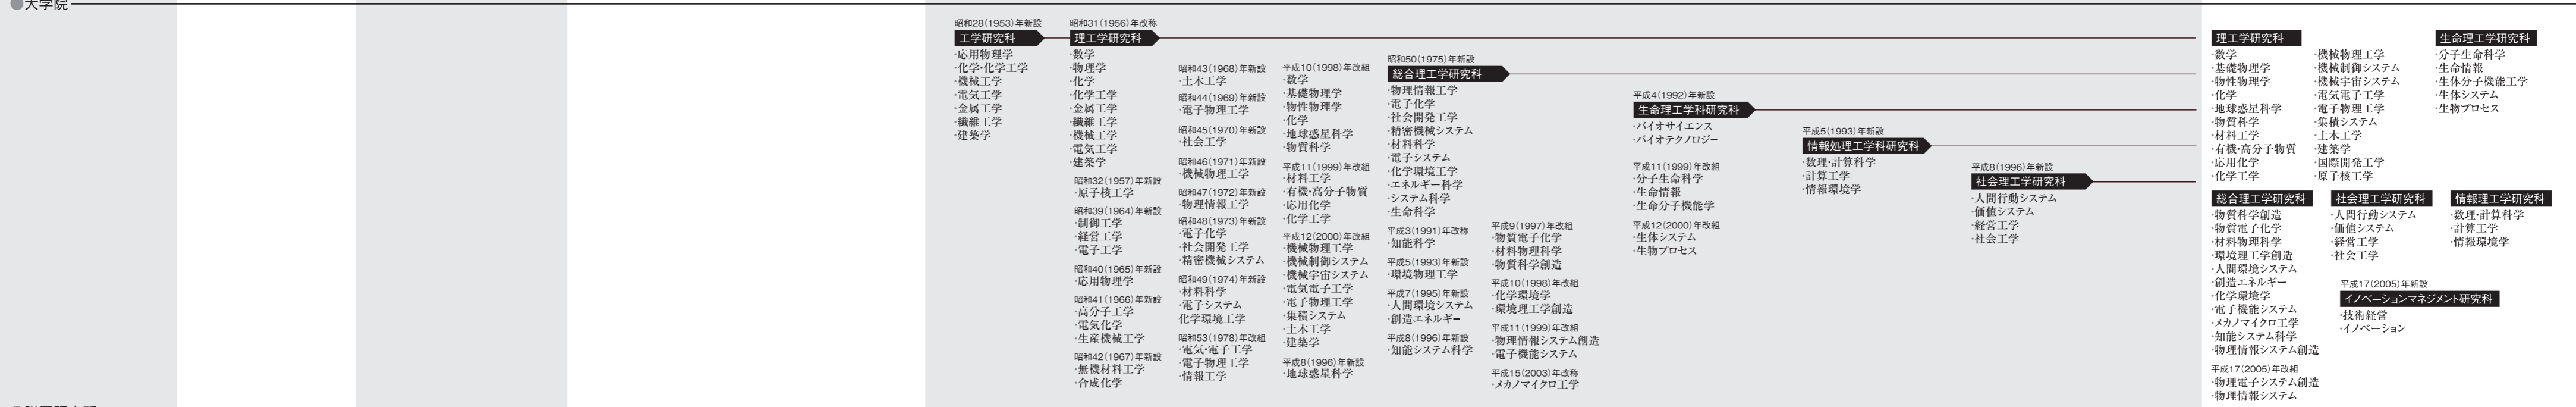 ●大学院
昭和28(1953)年新設
工学研究科
・応用物理学
・化学・化学工学
・機械工学
・電気工学
・金属工学
・繊維工学
・建築学
昭和31(1956)年改称
理工学研究科
・数学
・物理学
・化学
・化学工学
・金属工学
・繊維工学
・機械工学
・電気工学
・建築学
昭和32(1957)年新設
・原子核工学
昭和39(1964)年新設
・制御工学
・経営工学
・電子工学
昭和40(1965)年新設
・応用物理学
昭和41(1966)年新設
・高分子工学
・電気化学
・生産機械工学
昭和42(1967)年新設
・無機材料工学
・合成化学
昭和43(1968)年新設
・土木工学
昭和44(1969)年新設
・電子物理工学
昭和45(1970)年新設
・社会工学
昭和46(1971)年新設
・機械物理工学
昭和47(1972)年新設
・物理情報工学
昭和48(1973)年新設
・電子化学
・社会開発工学
・精密機械システム
昭和49(1974)年新設
・材料科学
・電子システム
化学環境工学
昭和53(1978)年改組
・電気・電子工学
・電子物理工学
・情報工学
平成10(1998)年改組
・数学
・基礎物理学
・物性物理学
・化学
・地球惑星科学
・物質科学
平成11(1999)年改組
・材料工学
・有機・高分子物質
・応用化学
・化学工学
平成12(2000)年改組
・機械物理工学
・機械制御システム
・機械宇宙システム
・電気電子工学
・電子物理工学
・集積システム
・土木工学
・建築学
平成8(1996)年新設
・地球惑星科学
昭和50(1975)年新設
総合理工学研究科
・物理情報工学
・電子化学
・社会開発工学
・精密機械システム
・材料科学
・電子システム
・化学環境工学
・エネルギー科学
・システム科学
・生命科学
平成3(1991)年改称
・知能科学
平成5(1993)年新設
・環境物理工学
平成7(1995)年新設
・人間環境システム
・創造エネルギー
平成8(1996)年新設
・知能システム科学
平成9(1997)年改組
・物質電子化学
・材料物理科学
・物質科学創造
平成10(1998)年改組
・化学環境学
・環境理工学創造
平成11(1999)年改組
・物理情報システム創造
・電子機能システム
平成15(2003)年改称
・メカノマイクロ工学
平成4(1992)年新設
生命理工学科研究科
・バイオサイエンス
・バイオテクノロジー
平成11(1999)年改組
・分子生命科学
・生命情報
・生命分子機能学
平成12(2000)年改組
・生体システム
・生物プロセス
平成5(1993)年新設
情報処理工学科研究科
・数理・計算科学
・計算工学
・情報環境学
平成8(1996)年新設
社会理工学研究科
・人間行動システム
・価値システム
・経営工学
・社会工学
理工学研究科
・数学
・基礎物理学
・物性物理学
・化学
・地球惑星科学
・物質科学
・材料工学
・有機・高分子物質
・応用化学
・化学工学
・機械物理工学
・機械制御システム
・機械宇宙システム
・電気電子工学
・電子物理工学
・集積システム
・土木工学
・建築学
・国際開発工学
・原子核工学
生命理工学研究科
・分子生命科学
・生命情報
・生体分子機能工学
・生体システム
・生物プロセス
総合理工学研究科
・物質科学創造
・物質電子化学
・材料物理科学
・環境理工学創造
・人間環境システム
・創造エネルギー
・化学環境学
・電子機能システム
・メカノマイクロ工学
・知能システム科学
・物理情報システム創造
平成17(2005)年改組
・物理電子システム創造
・物理情報システム
社会理工学研究科
・人間行動システム
・価値システム
・経営工学
・社会工学
情報理工学研究科
・数理・計算科学
・計算工学
・情報環境学
平成17(2005)年新設
イノベーションマネジメント研究科
・技術経営
・イノベーション